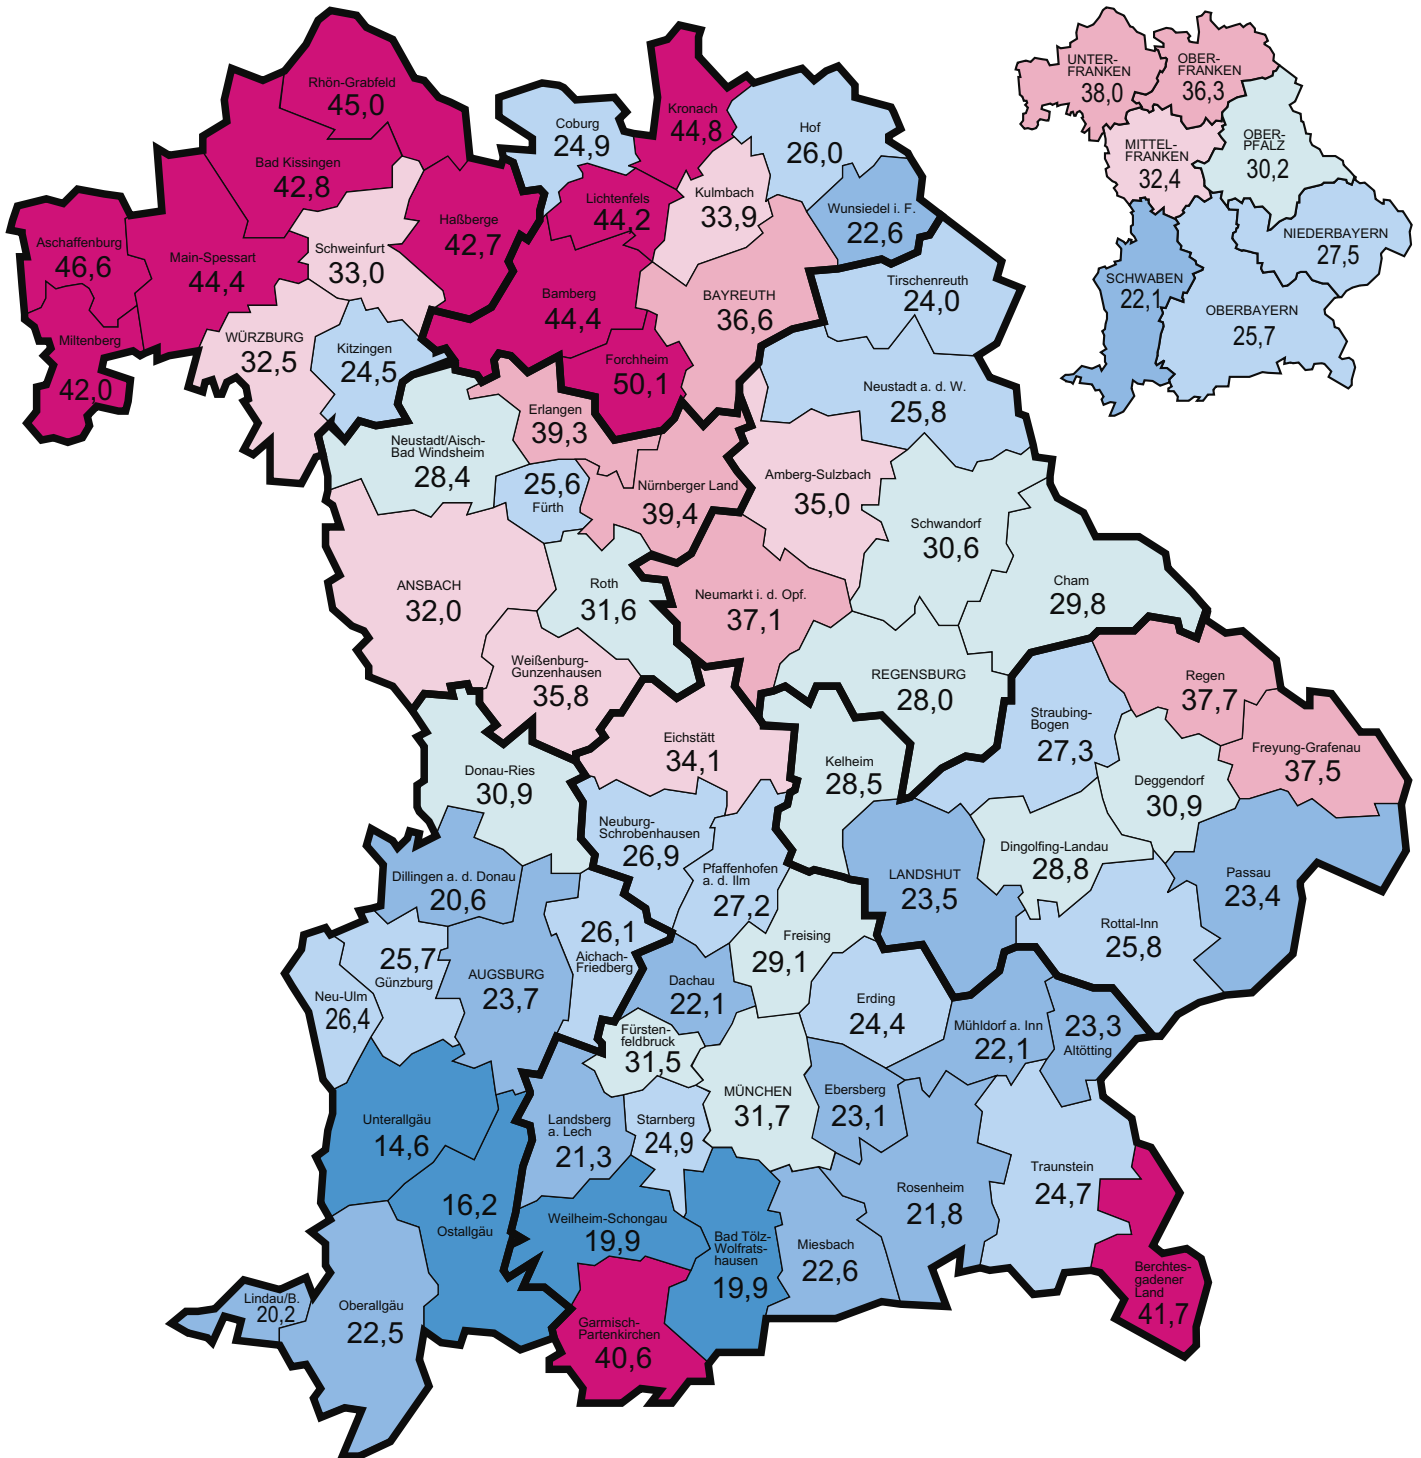 Rhön-Grabfeld
45,0
Bad Kissingen
42,8
Aschaffenburg
46,6
Main-Spessart
44,4
Miltenberg
42,0
Schweinfurt
33,0
Haßberge
42,7
WÜRZBURG
32,5
Kitzingen
24,5
Coburg
24,9
Kronach
44,8
Hof
26,0
Lichtenfels
44,2
Kulmbach
33,9
Wunsiedel i. F.
22,6
Bamberg
44,4
BAYREUTH
36,6
Forchheim
50,1
Tirschenreuth
24,0
Neustadt a. d. W.
25,8
Neustadt/Aisch-
Bad Windsheim
28,4
Erlangen
39,3
25,6
Fürth
Nürnberger Land
39,4
Amberg-Sulzbach
35,0
Schwandorf
30,6
Cham
29,8
ANSBACH
32,0
Roth
31,6
Neumarkt i. d. Opf.
37,1
Weißenburg-
Gunzenhausen
35,8
REGENSBURG
28,0
Regen
37,7
Straubing-
Bogen
27,3
Freyung-Grafenau
37,5
Deggendorf
30,9
Eichstätt
34,1
Kelheim
28,5
Donau-Ries
30,9
Neuburg-
Schrobenhausen
26,9
Pfaffenhofen
a. d. Ilm
27,2
Dingolfing-Landau
28,8
LANDSHUT
23,5
Passau
23,4
Rottal-Inn
25,8
Dillingen a. d. Donau
20,6
26,1
Aichach-
Friedberg
25,7
Günzburg
AUGSBURG
23,7
Neu-Ulm
26,4
Freising
29,1
Dachau
22,1
Erding
24,4
Mühldorf a. Inn
22,1
23,3
Altötting
Fürsten-
feldbruck
31,5
MÜNCHEN
31,7
Ebersberg
23,1
Unterallgäu
14,6
Landsberg
a. Lech
21,3
Starnberg
24,9
Traunstein
24,7
Rosenheim
21,8
16,2
Ostallgäu
Weilheim-Schongau
19,9
Bad Tölz-
Wolfrats-
hausen
19,9
Miesbach
22,6
Berchtes-
gadener
Land
41,7
Lindau/B.
20,2
Oberallgäu
22,5
Garmisch-
Partenkirchen
40,6
UNTER-
FRANKEN
38,0
OBER-
FRANKEN
36,3
MITTEL-
FRANKEN
32,4
OBER-
PFALZ
30,2
NIEDERBAYERN
27,5
SCHWABEN
22,1
OBERBAYERN
25,7